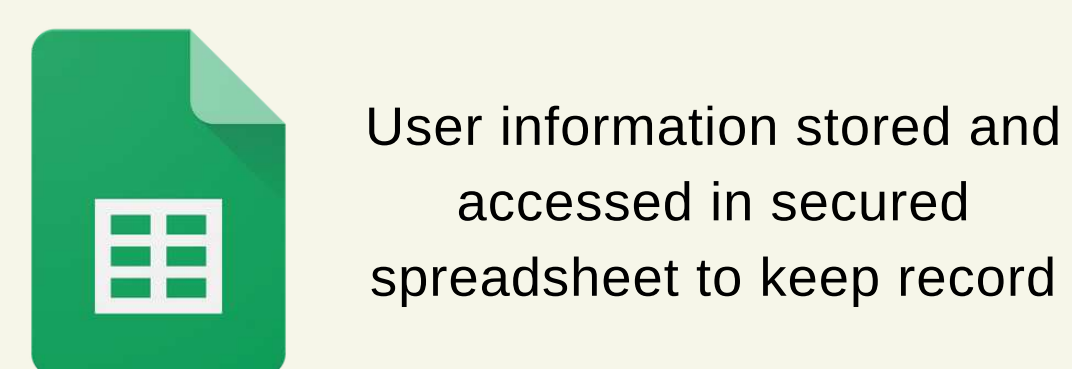 User information stored and
accessed in secured
spreadsheet to keep record